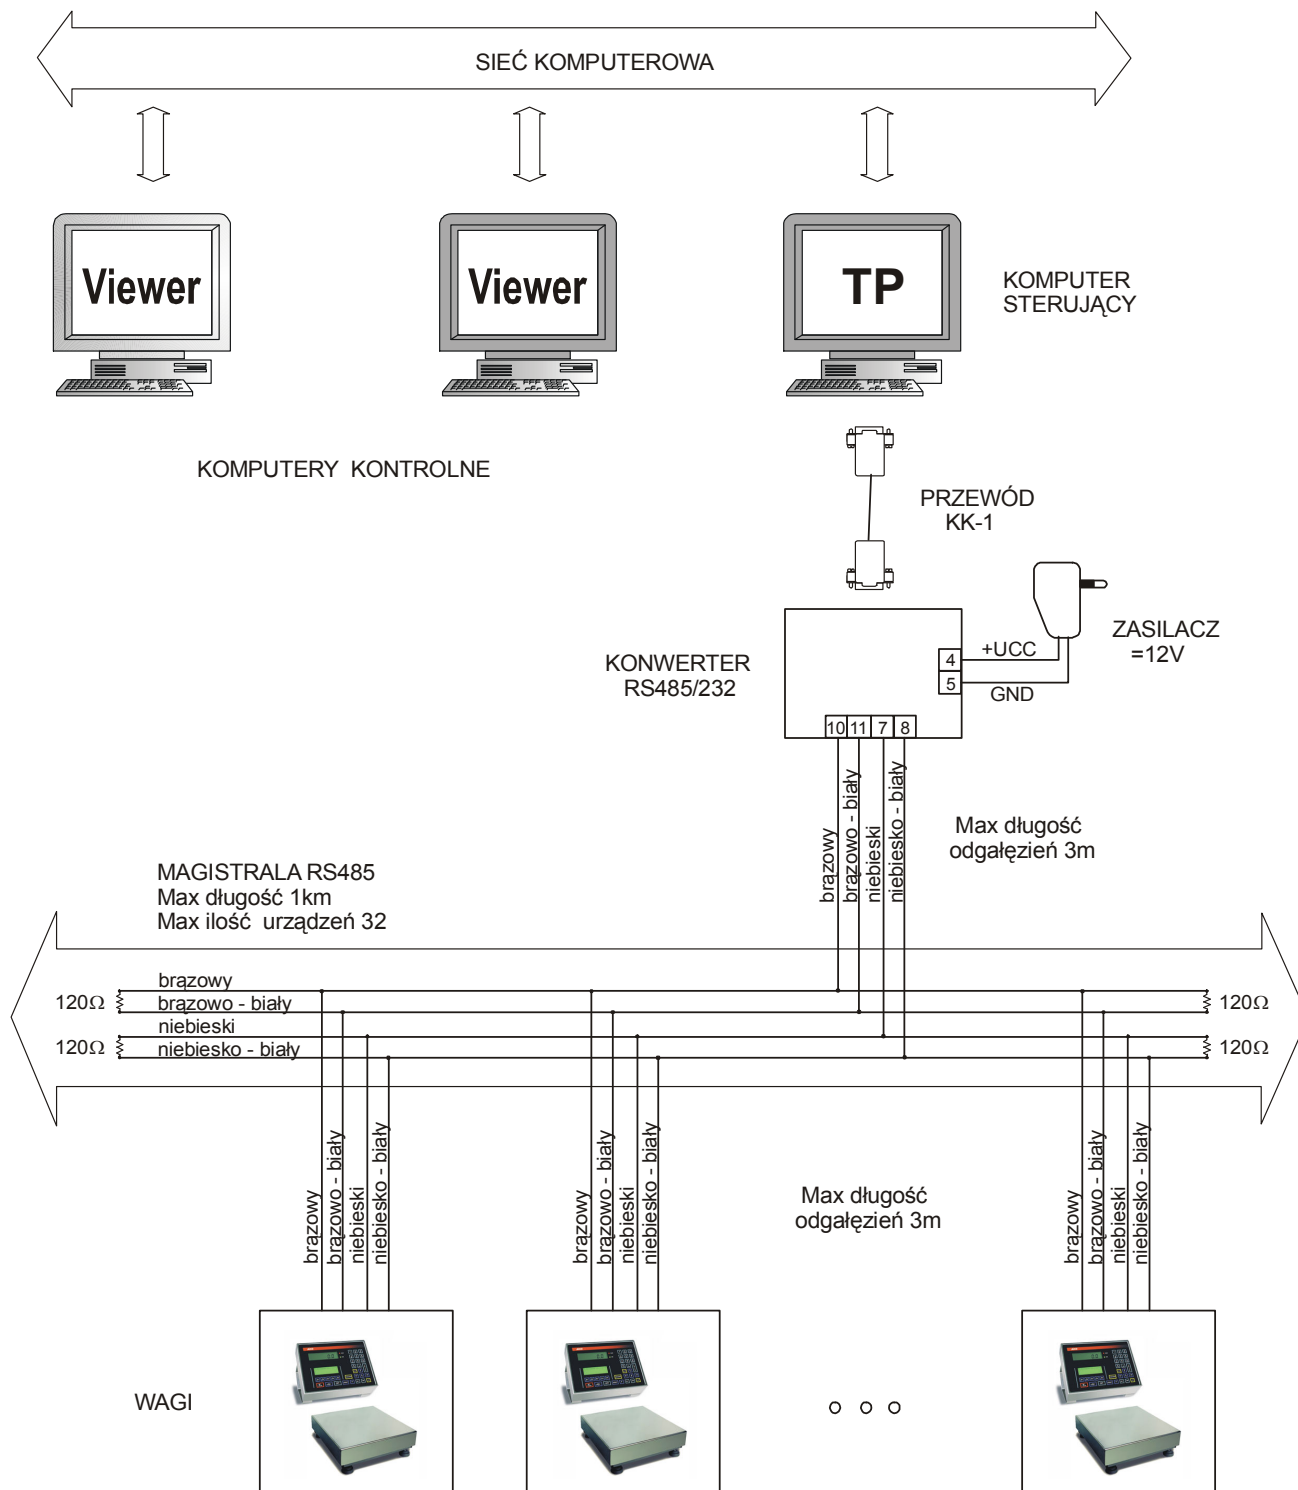 SIEĆ KOMPUTEROWA
Viewer
Viewer
TP
KOMPUTER
STERUJĄCY
KOMPUTERY KONTROLNE
PRZEWÓD
KK-1
ZASILACZ
=12V
KONWERTER
RS485/232
4
+UCC
5
GND
10 11 7 8
brązowy
brązowo - biały
niebieski
niebiesko - biały
Max długość
odgałęzień 3m
MAGISTRALA RS485
Max długość 1km
Max ilość urządzeń 32
brązowy
120Ω
brązowo - biały
120Ω
niebieski
120Ω
niebiesko - biały
120Ω
brązowy
brązowo - biały
niebieski
niebiesko - biały
brązowy
brązowo - biały
niebieski
niebiesko - biały
Max długość
odgałęzień 3m
brązowy
brązowo - biały
niebieski
niebiesko - biały
WAGI